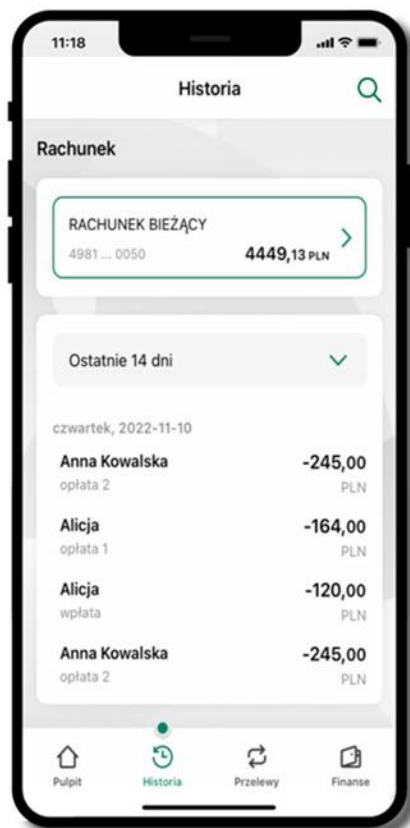 11:18
Historia
Rachunek
RACHUNEK BIEŻĄCY
4981 ... 0050
4449,13 PLN
Ostatnie 14 dni
czwartek, 2022-11-10
Anna Kowalska -245,00
opłata 2 PLN
Alicja -164,00
opłata 1 PLN
Alicja -120,00
wpłata PLN
Anna Kowalska -245,00
opłata 2 PLN
Pulpit Historia Przelewy Finanse